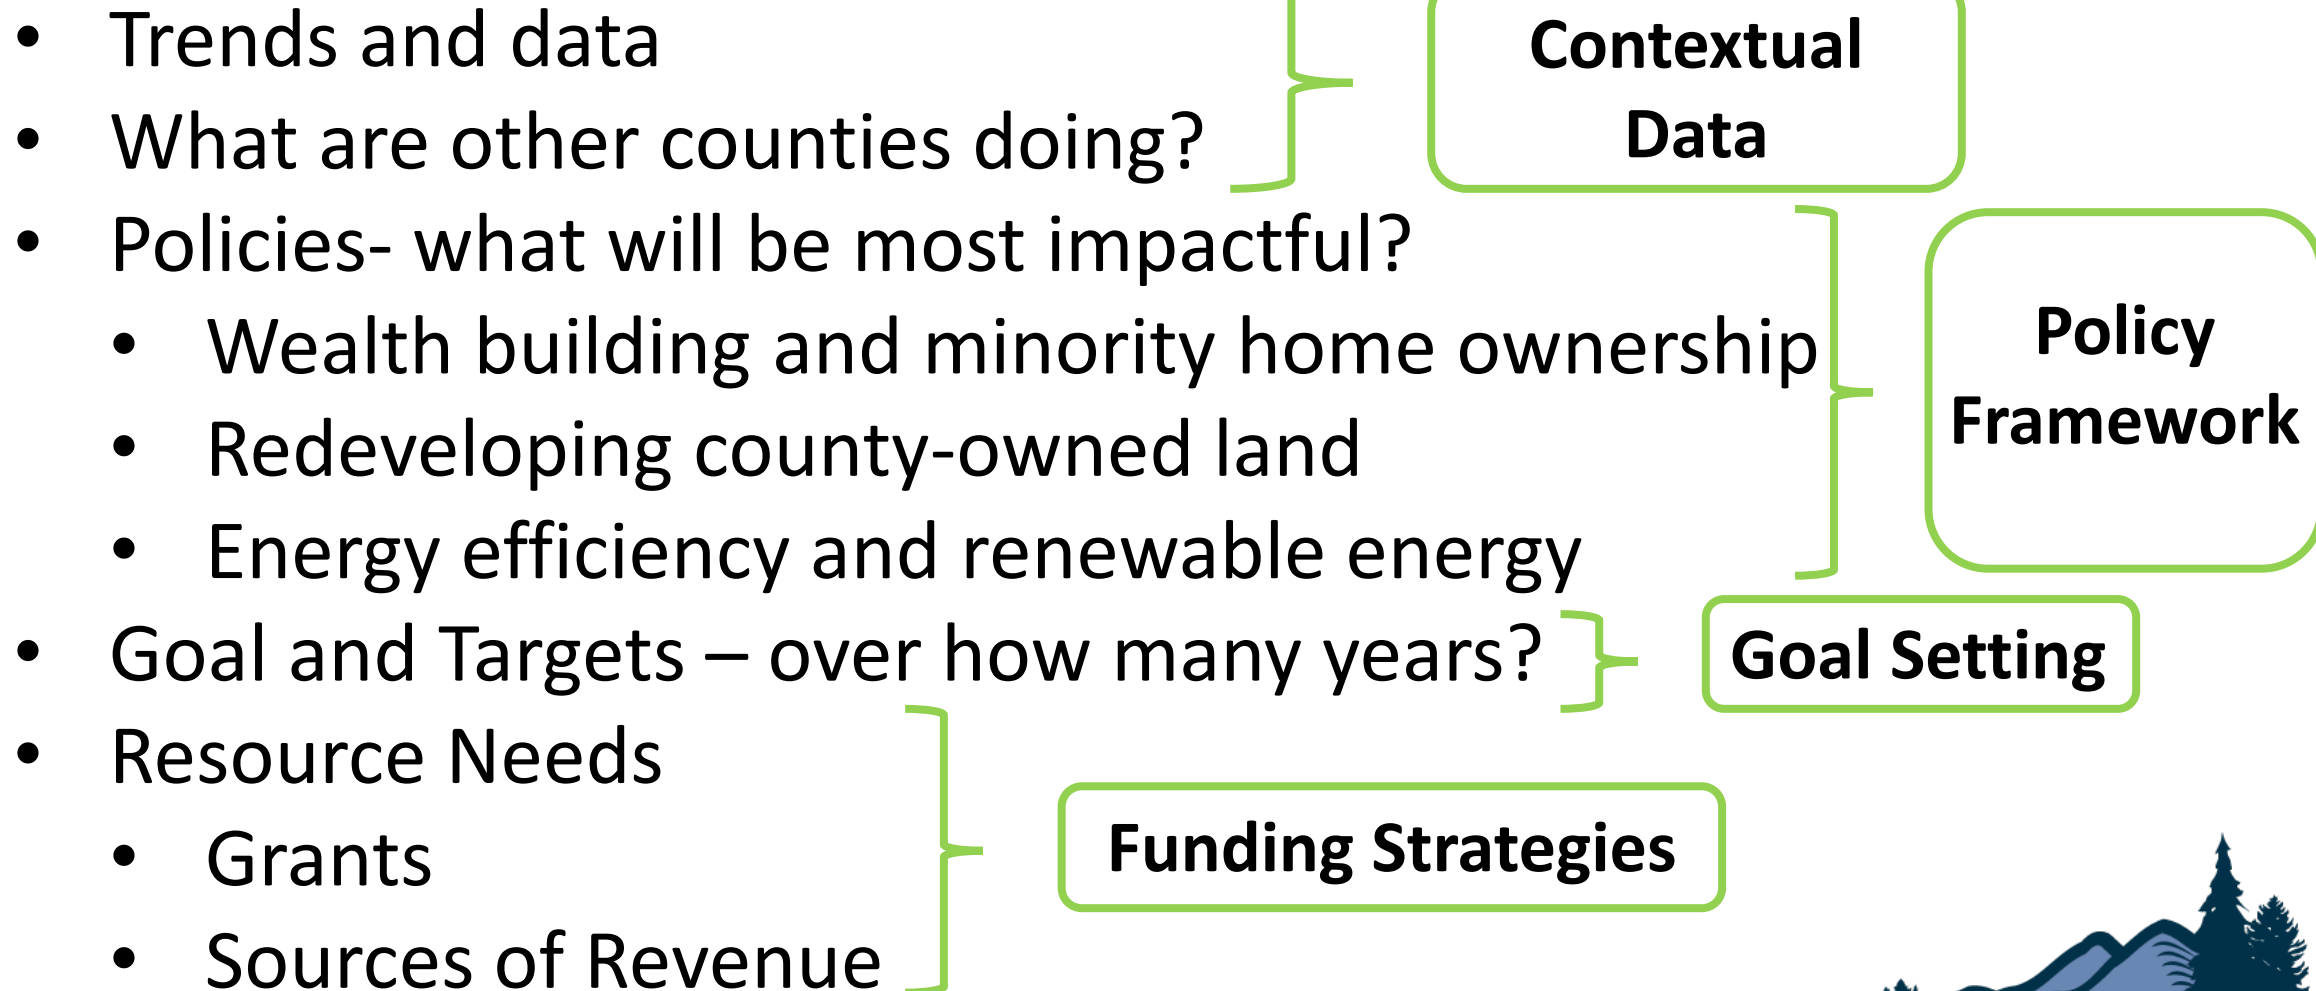 • Trends and data
• What are other counties doing?
Contextual
Data
• Policies- what will be most impactful?
• Wealth building and minority home ownership
• Redeveloping county-owned land
• Energy efficiency and renewable energy
Policy
Framework
• Goal and Targets – over how many years?
Goal Setting
• Resource Needs
• Grants
• Sources of Revenue
Funding Strategies